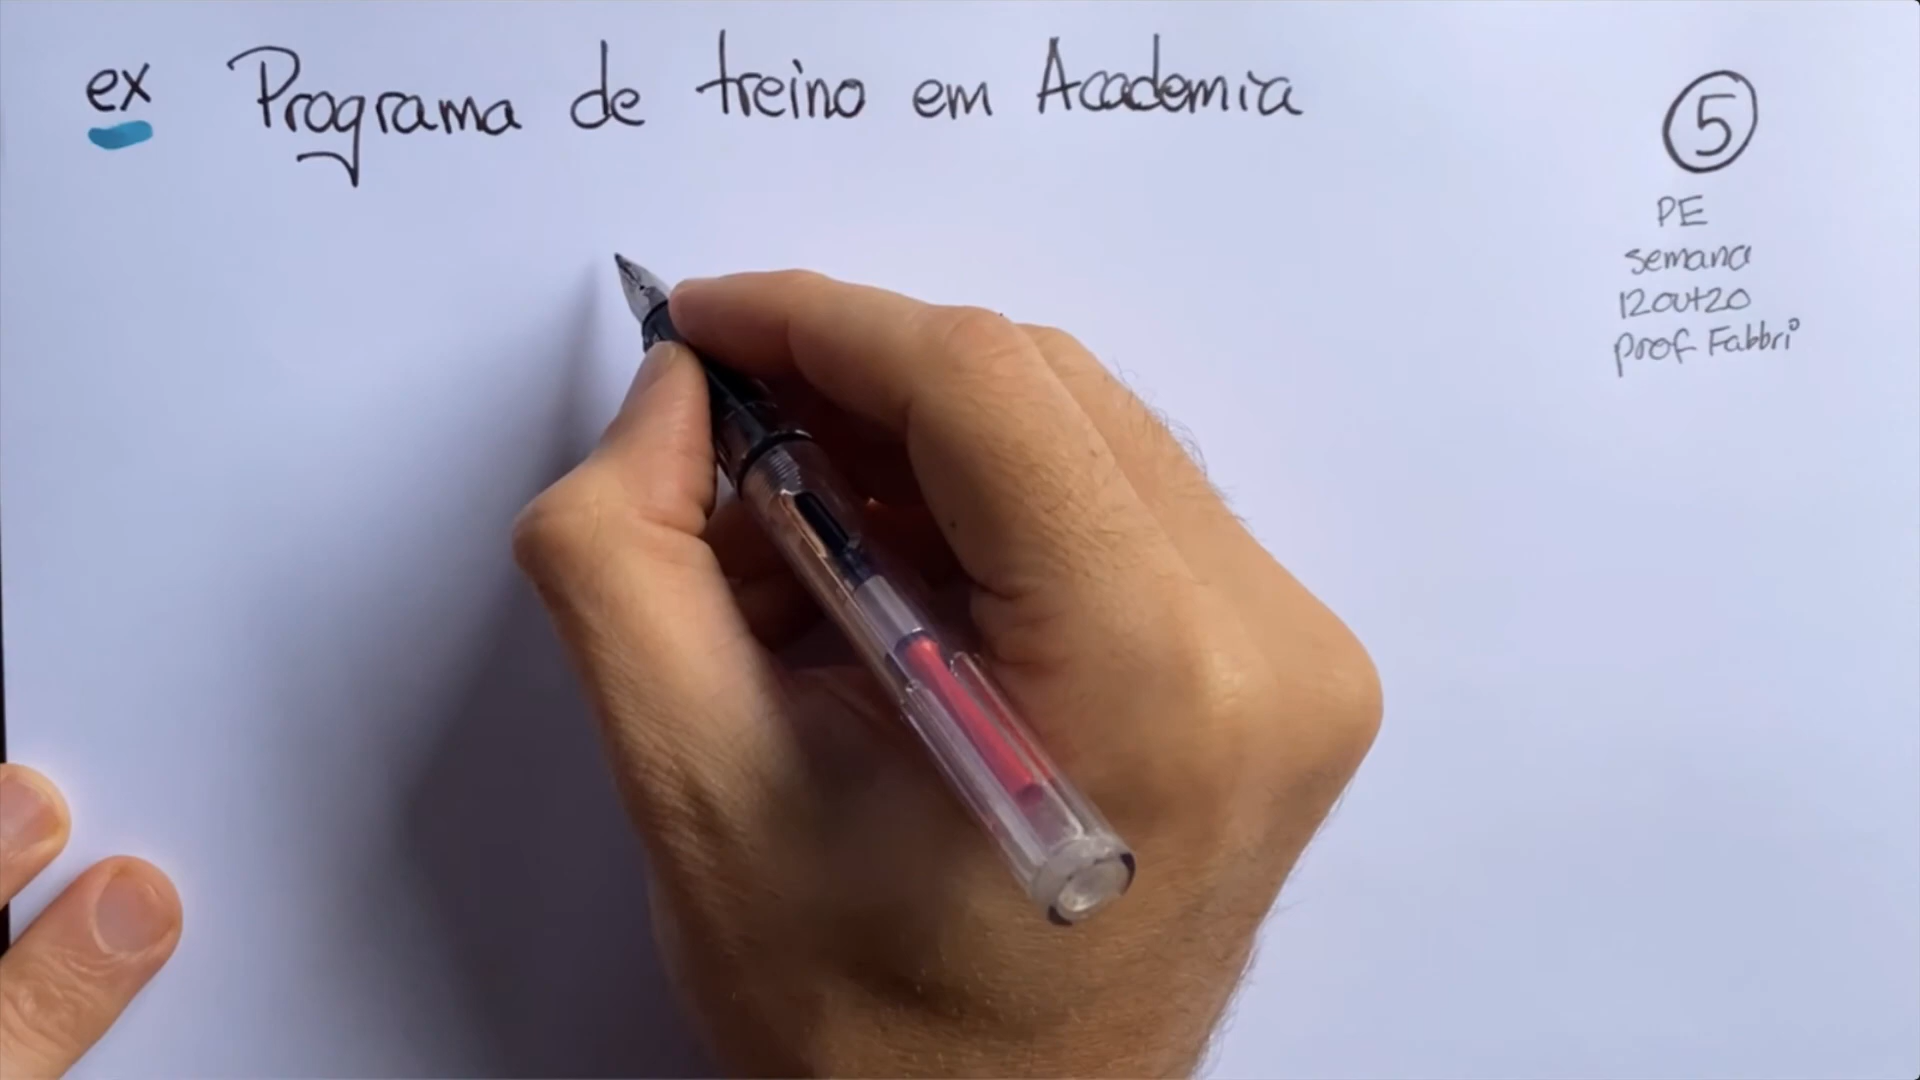 ex Programa de treino em Academia
5
PE
semana
12out20
prof Fabbri